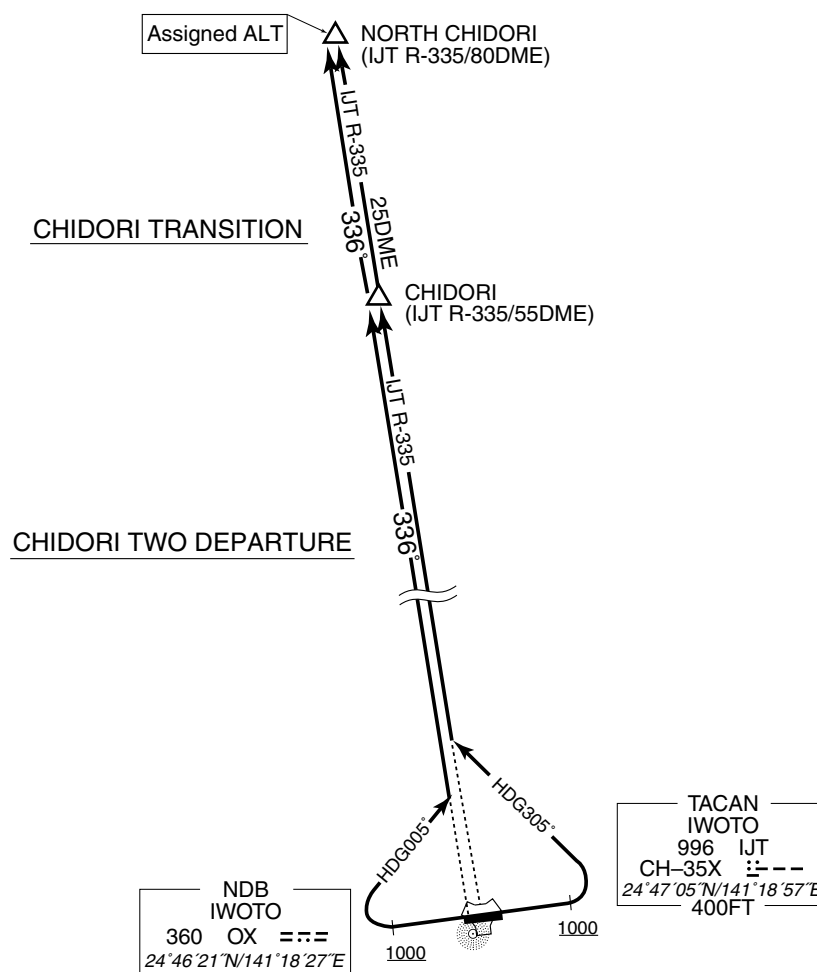 Assigned ALT
NORTH CHIDORI
(IJT R-335/80DME)
IJT R-335
25DME
336°
CHIDORI TRANSITION
CHIDORI
(IJT R-335/55DME)
IJT R-335
336°
CHIDORI TWO DEPARTURE
HDG005°
HDG305°
TACAN
IWOTO
996 IJT
CH–35X
24°47´05˝N/141°18´57˝E
400FT
NDB
IWOTO
360 OX
24°46´21˝N/141°18´27˝E
1000
1000